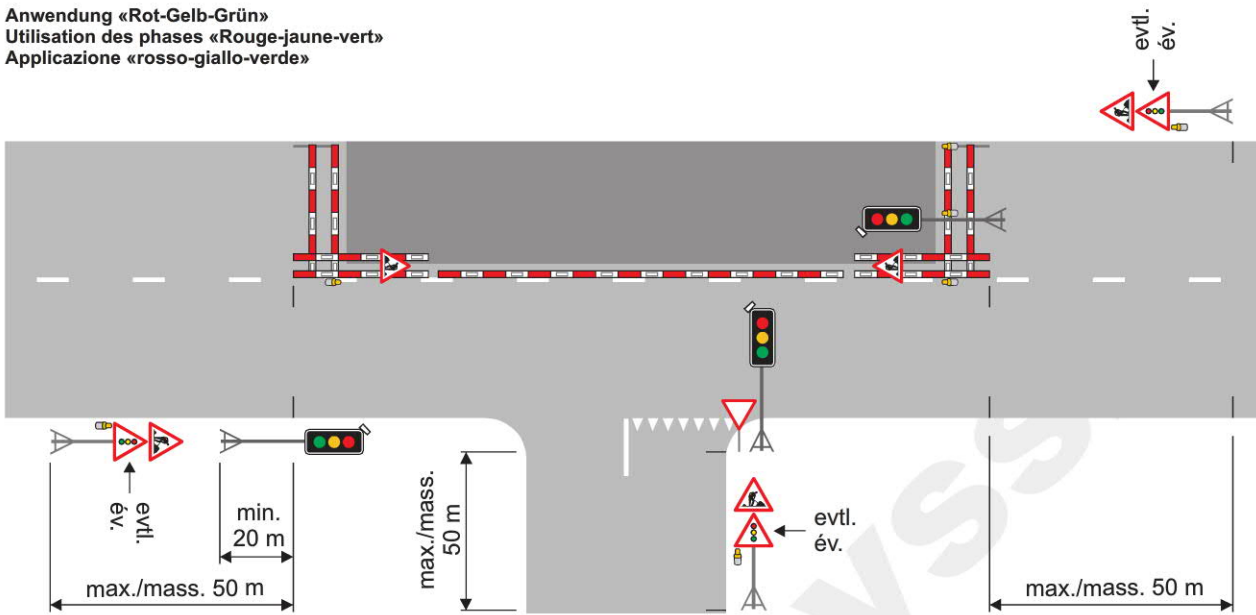 Anwendung «Rot-Gelb-Grün»
Utilisation des phases «Rouge-jaune-vert»
Applicazione «rosso-giallo-verde»
evtl.
év.
evtl.
év.
min.
20 m
max./mass. 50 m
max./mass.
50 m
evtl.
év.
max./mass. 50 m
vss